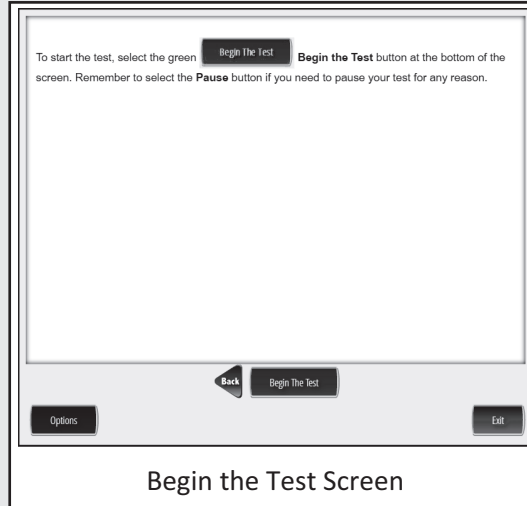 To start the test, select the green Begin The Test Begin the Test button at the bottom of the
screen. Remember to select the Pause button if you need to pause your test for any reason.
Back Begin The Test
Options Exit
Begin the Test Screen